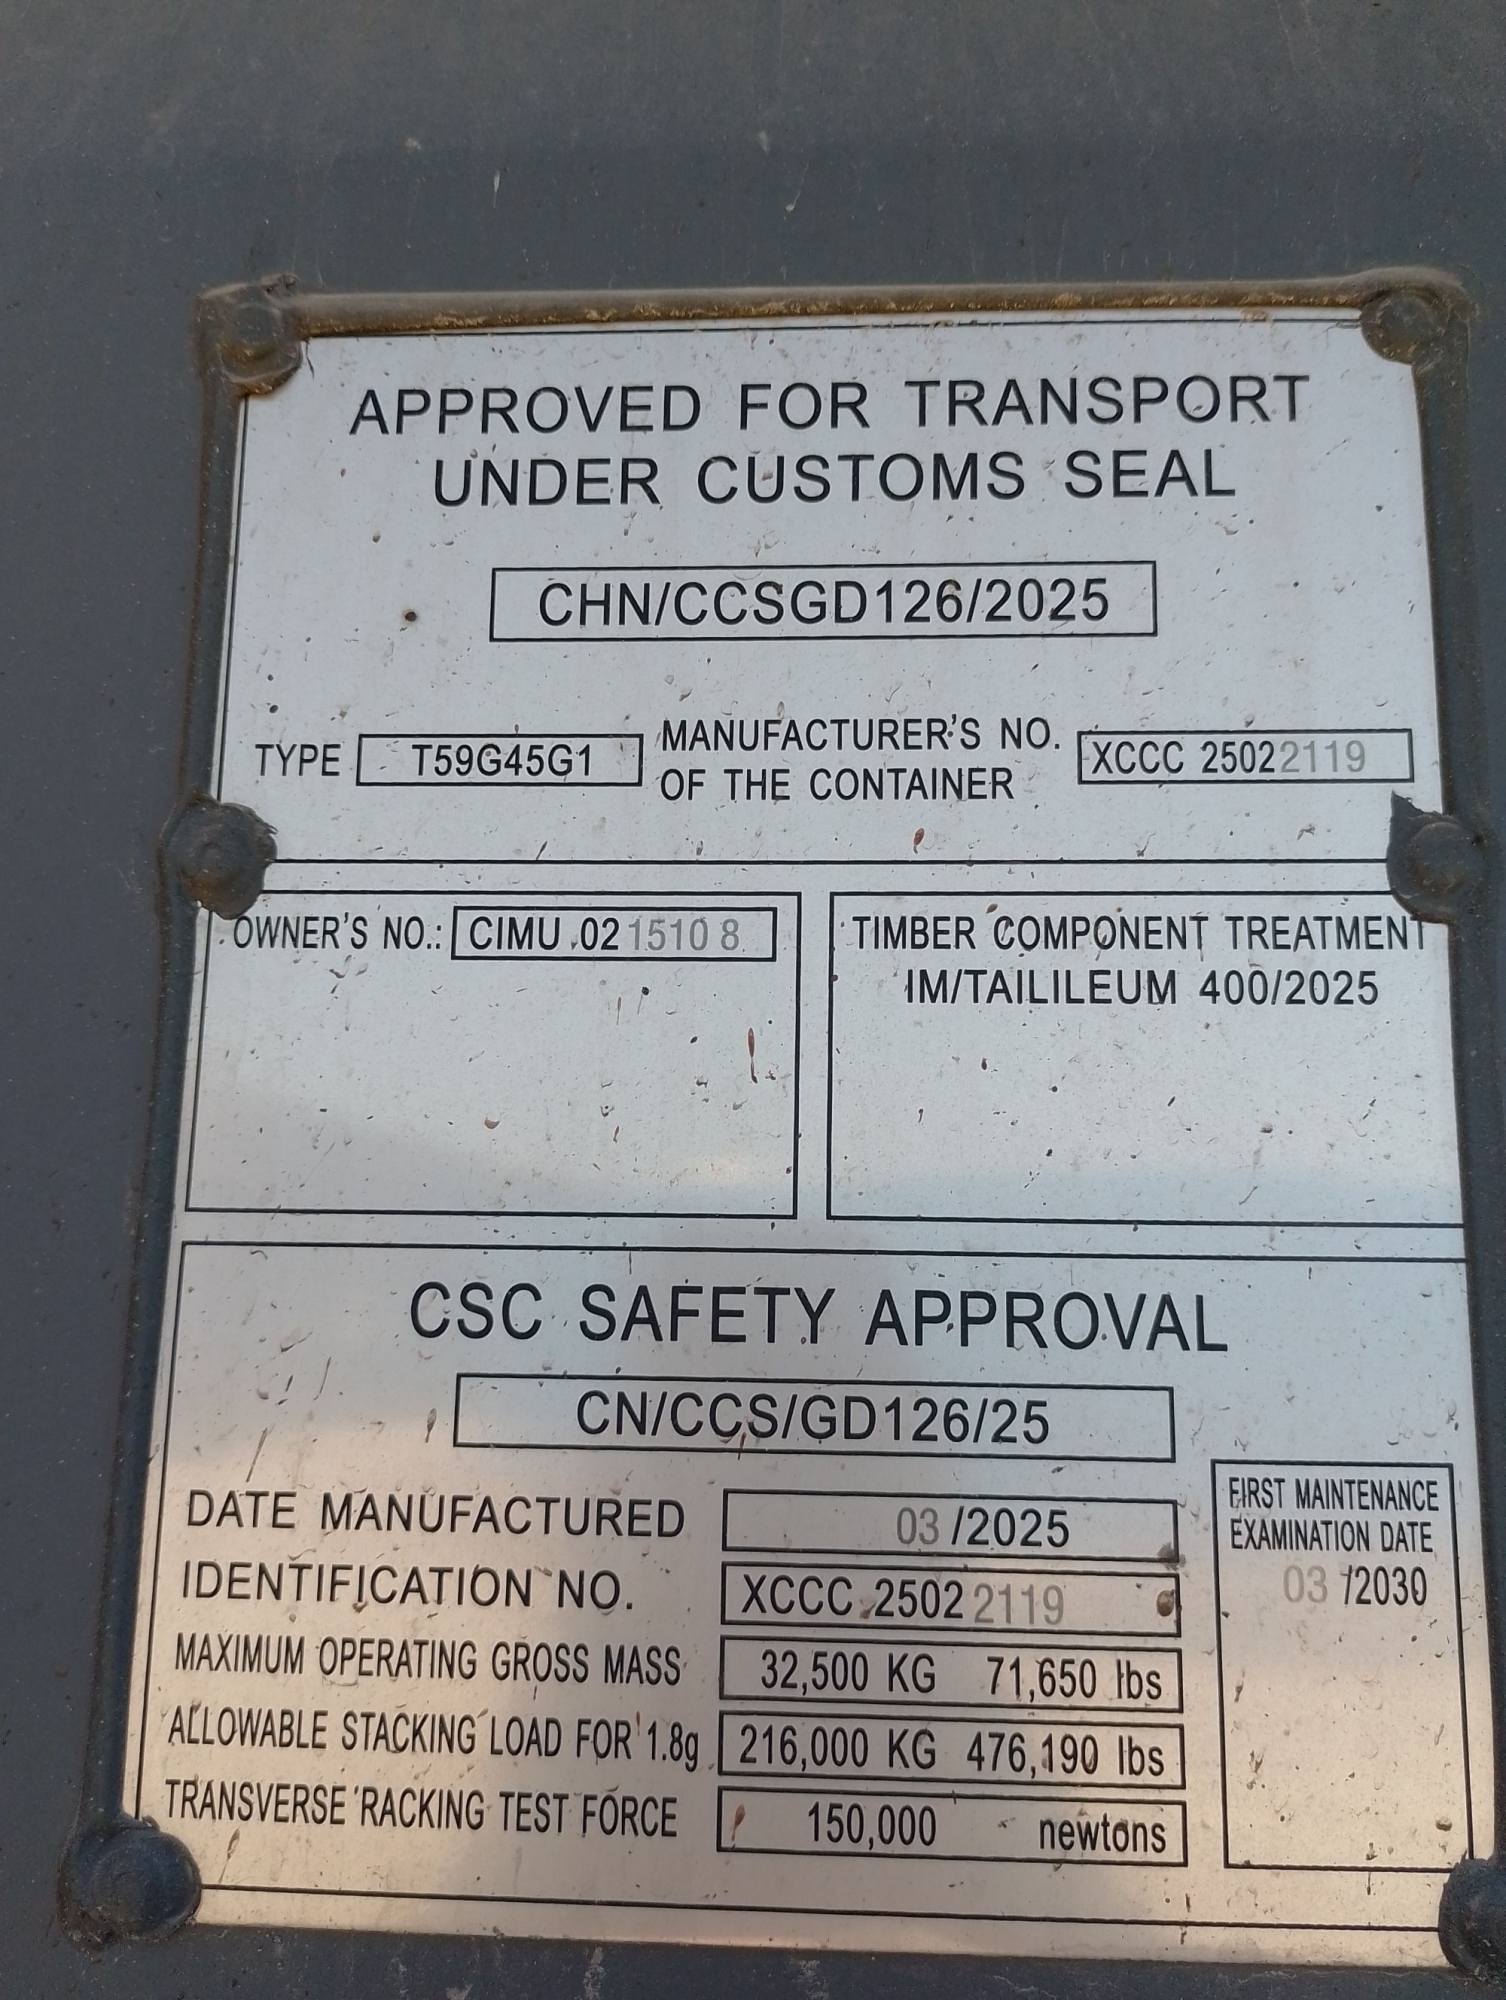 APPROVED FOR TRANSPORT
UNDER CUSTOMS SEAL
CHN/CCSGD126/2025
TYPE T59G45G1 MANUFACTURER'S NO. OF THE CONTAINER XCCC 25022119
OWNER'S NO.: CIMU 021510 8
TIMBER COMPONENT TREATMENT
IM/TAILILEUM 400/2025
CSC SAFETY APPROVAL
CN/CCS/GD126/25
DATE MANUFACTURED 03/2025
IDENTIFICATION NO. XCCC 25022119
MAXIMUM OPERATING GROSS MASS 32,500 KG 71,650 lbs
ALLOWABLE STACKING LOAD FOR 1.8g 216,000 KG 476,190 lbs
TRANSVERSE RACKING TEST FORCE 150,000 newtons
FIRST MAINTENANCE
EXAMINATION DATE
03/2030